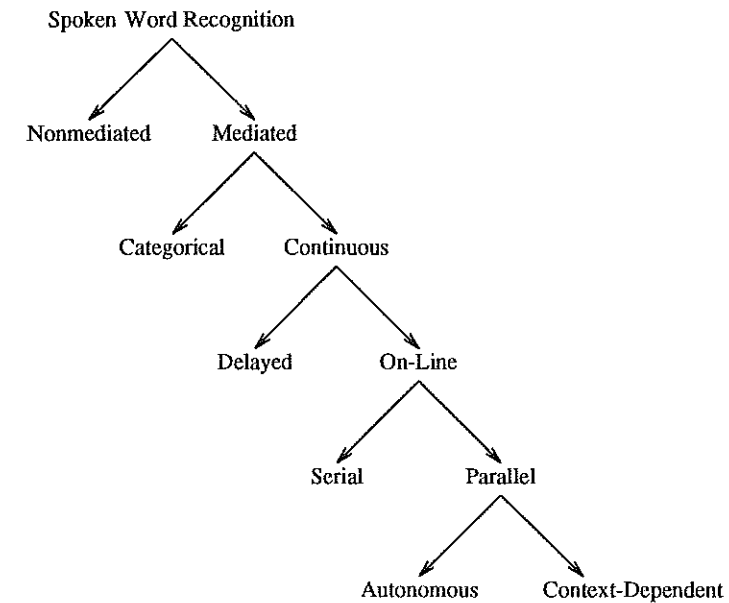 Spoken Word Recognition
Nonmediated Mediated
Categorical Continuous
Delayed On-Line
Serial Parallel
Autonomous Context-Dependent